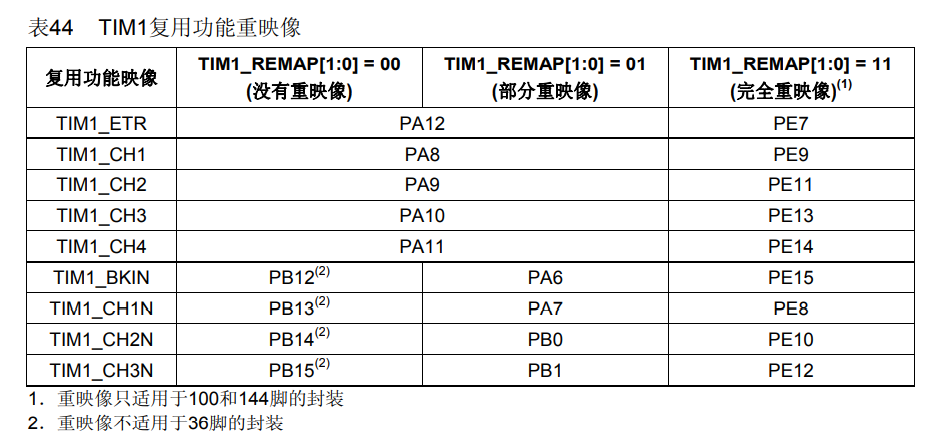 表44 TIM1复用功能重映像
复用功能映像 TIM1_REMAP[1:0] = 00 (没有重映像) TIM1_REMAP[1:0] = 01 (部分重映像) TIM1_REMAP[1:0] = 11 (完全重映像)(1)
TIM1_ETR PA12 PE7
TIM1_CH1 PA8 PE9
TIM1_CH2 PA9 PE11
TIM1_CH3 PA10 PE13
TIM1_CH4 PA11 PE14
TIM1_BKIN PB12(2) PA6 PE15
TIM1_CH1N PB13(2) PA7 PE8
TIM1_CH2N PB14(2) PB0 PE10
TIM1_CH3N PB15(2) PB1 PE12
1. 重映像只适用于100和144脚的封装
2. 重映像不适用于36脚的封装